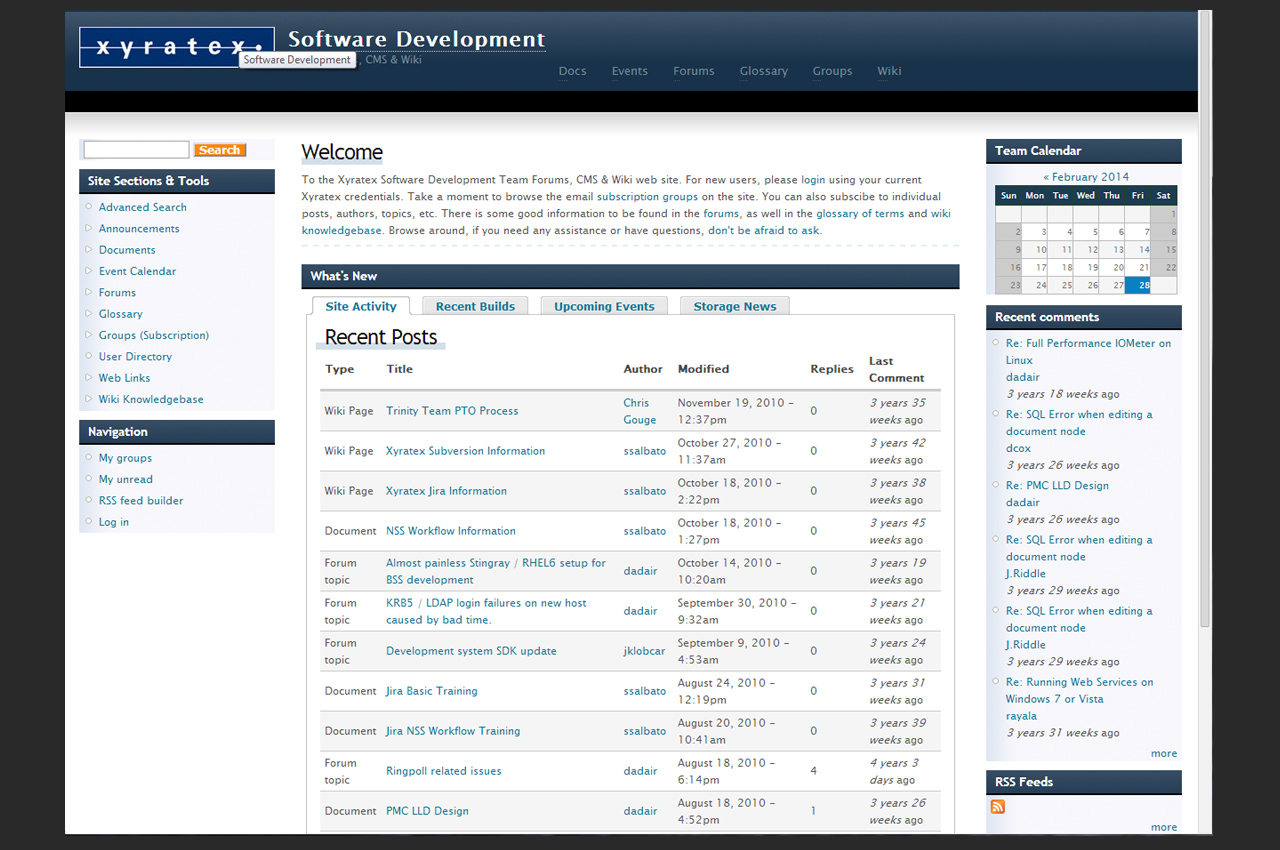 xyratex
Software Development
Software Development , CMS & Wiki
Docs Events Forums Glossary Groups Wiki
Search
Site Sections & Tools
Advanced Search
Announcements
Documents
Event Calendar
Forums
Glossary
Groups (Subscription)
User Directory
Web Links
Wiki Knowledgebase
Navigation
My groups
My unread
RSS feed builder
Log in
Welcome
To the Xyratex Software Development Team Forums, CMS & Wiki web site. For new users, please login using your current
Xyratex credentials. Take a moment to browse the email subscription groups on the site. You can also subscibe to individual
posts, authors, topics, etc. There is some good information to be found in the forums, as well in the glossary of terms and wiki
knowledgebase. Browse around, if you need any assistance or have questions, don't be afraid to ask.
What's New
Site Activity Recent Builds Upcoming Events Storage News
Recent Posts
Type Title Author Modified Replies Last Comment
Wiki Page Trinity Team PTO Process Chris Gouge November 19, 2010 - 12:37pm 0 3 years 35 weeks ago
Wiki Page Xyratex Subversion Information ssalbato October 27, 2010 - 11:37am 0 3 years 42 weeks ago
Wiki Page Xyratex Jira Information ssalbato October 18, 2010 - 2:22pm 0 3 years 38 weeks ago
Document NSS Workflow Information ssalbato October 18, 2010 - 1:27pm 0 3 years 45 weeks ago
Forum topic Almost painless Stingray / RHEL6 setup for BSS development dadair October 14, 2010 - 10:20am 0 3 years 19 weeks ago
Forum topic KRB5 / LDAP login failures on new host caused by bad time. dadair September 30, 2010 - 9:32am 0 3 years 21 weeks ago
Forum topic Development system SDK update jklobcar September 9, 2010 - 4:53am 0 3 years 24 weeks ago
Document Jira Basic Training ssalbato August 24, 2010 - 12:19pm 0 3 years 31 weeks ago
Document Jira NSS Workflow Training ssalbato August 20, 2010 - 10:41am 0 3 years 39 weeks ago
Forum topic Ringpoll related issues dadair August 18, 2010 - 6:14pm 4 4 years 3 days ago
Document PMC LLD Design dadair August 18, 2010 - 4:52pm 1 3 years 26 weeks ago
Team Calendar
« February 2014
Sun Mon Tue Wed Thu Fri Sat
1
2 3 4 5 6 7 8
9 10 11 12 13 14 15
16 17 18 19 20 21 22
23 24 25 26 27 28
Recent comments
Re: Full Performance IOMeter on
Linux
dadair
3 years 18 weeks ago
Re: SQL Error when editing a
document node
dcox
3 years 26 weeks ago
Re: PMC LLD Design
dadair
3 years 26 weeks ago
Re: SQL Error when editing a
document node
J.Riddle
3 years 29 weeks ago
Re: SQL Error when editing a
document node
J.Riddle
3 years 29 weeks ago
Re: Running Web Services on
Windows 7 or Vista
rayala
3 years 31 weeks ago
more
RSS Feeds
more